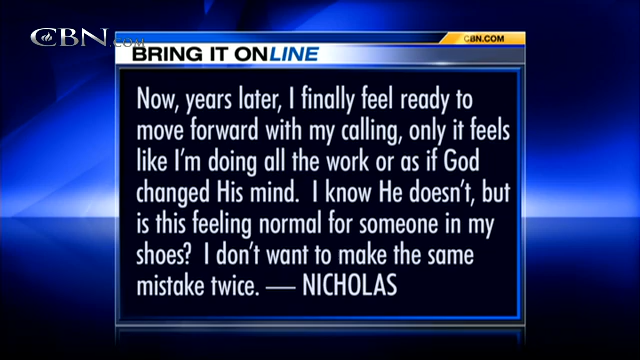 CBN.COM
CBN.COM
BRING IT ONLINE
Now, years later, I finally feel ready to
move forward with my calling, only it feels
like I'm doing all the work or as if God
changed His mind.  I know He doesn't, but
is this feeling normal for someone in my
shoes?  I don't want to make the same
mistake twice. — NICHOLAS